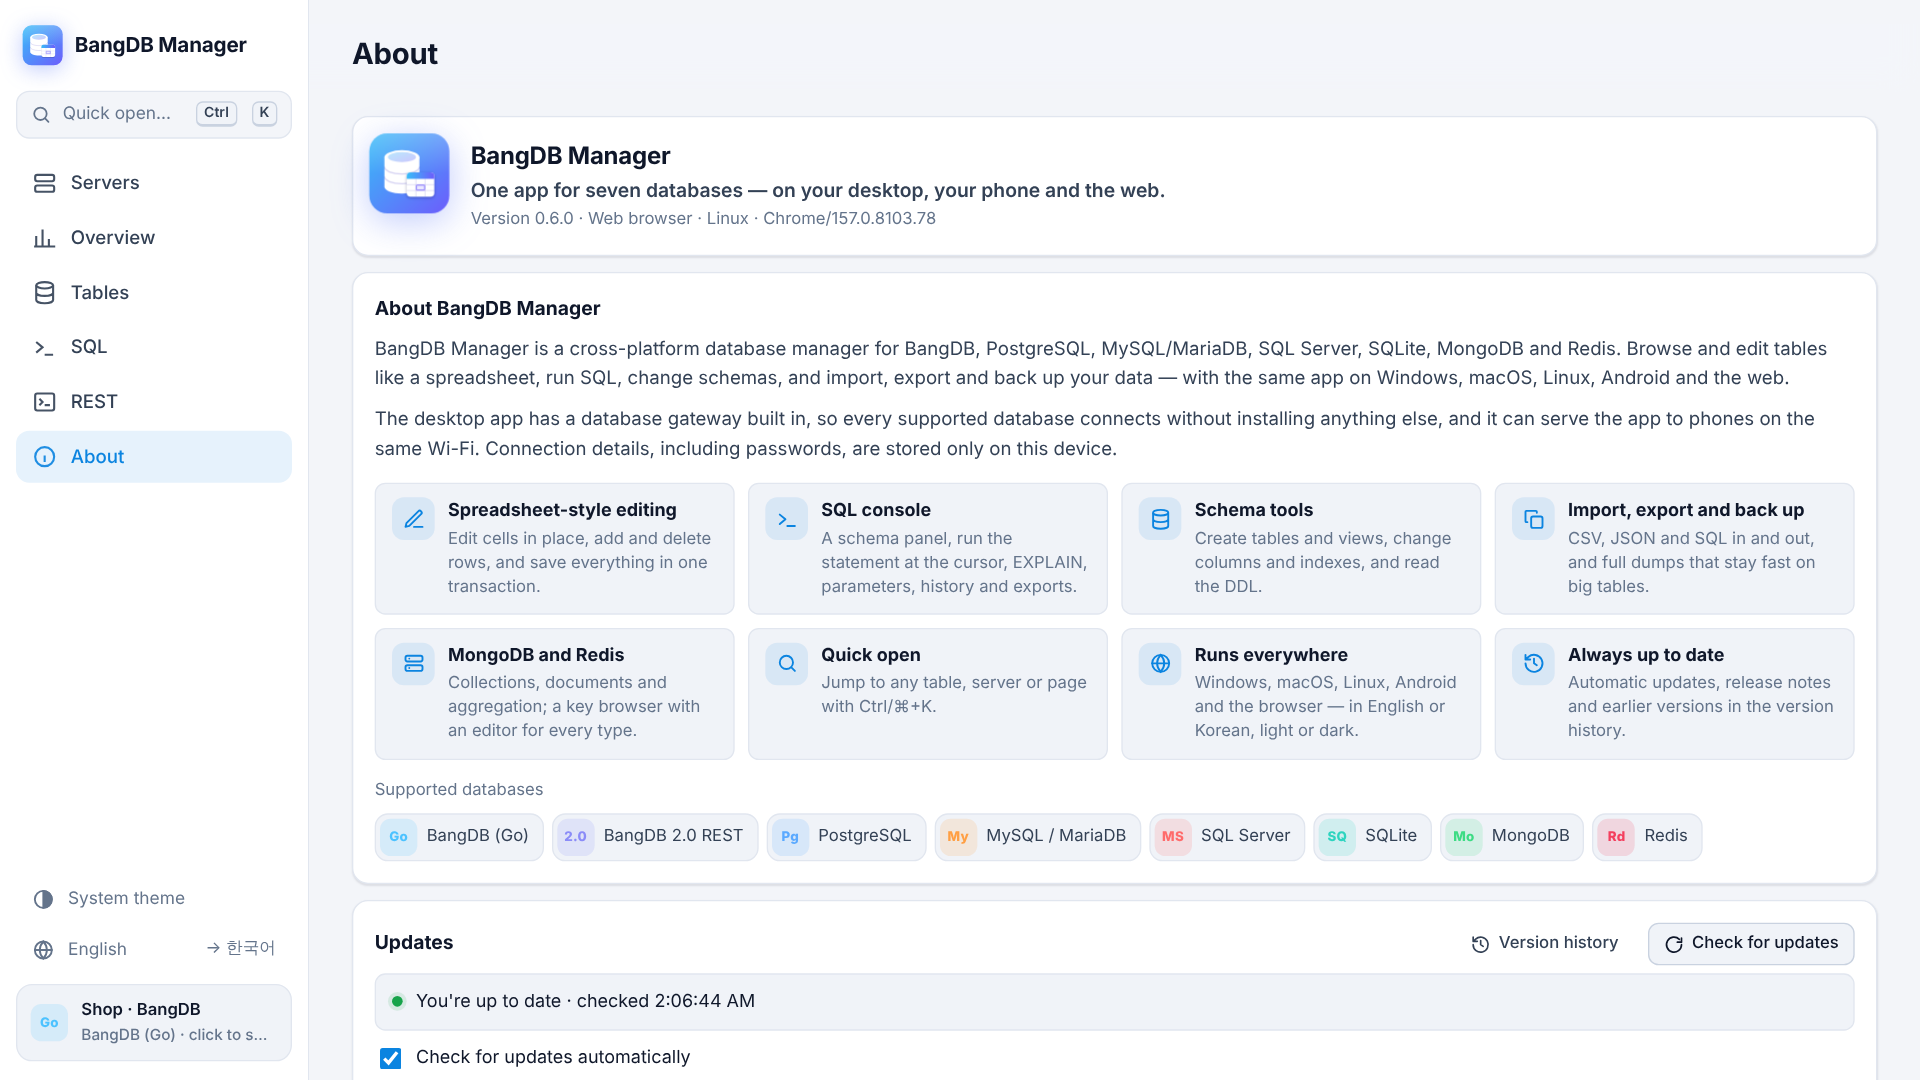 BangDB Manager
Quick open... Ctrl K
Servers
Overview
Tables
SQL
REST
About
System theme
English → 한국어
Go
Shop · BangDB
BangDB (Go) · click to s...
About
BangDB Manager
One app for seven databases — on your desktop, your phone and the web.
Version 0.6.0 · Web browser · Linux · Chrome/157.0.8103.78
About BangDB Manager
BangDB Manager is a cross-platform database manager for BangDB, PostgreSQL, MySQL/MariaDB, SQL Server, SQLite, MongoDB and Redis. Browse and edit tables
like a spreadsheet, run SQL, change schemas, and import, export and back up your data — with the same app on Windows, macOS, Linux, Android and the web.
The desktop app has a database gateway built in, so every supported database connects without installing anything else, and it can serve the app to phones on the
same Wi-Fi. Connection details, including passwords, are stored only on this device.
Spreadsheet-style editing
Edit cells in place, add and delete
rows, and save everything in one
transaction.
SQL console
A schema panel, run the
statement at the cursor, EXPLAIN,
parameters, history and exports.
Schema tools
Create tables and views, change
columns and indexes, and read
the DDL.
Import, export and back up
CSV, JSON and SQL in and out,
and full dumps that stay fast on
big tables.
MongoDB and Redis
Collections, documents and
aggregation; a key browser with
an editor for every type.
Quick open
Jump to any table, server or page
with Ctrl/⌘+K.
Runs everywhere
Windows, macOS, Linux, Android
and the browser — in English or
Korean, light or dark.
Always up to date
Automatic updates, release notes
and earlier versions in the version
history.
Supported databases
Go BangDB (Go) 2.0 BangDB 2.0 REST Pg PostgreSQL My MySQL / MariaDB MS SQL Server SQ SQLite Mo MongoDB Rd Redis
Updates
Version history
Check for updates
You're up to date · checked 2:06:44 AM
Check for updates automatically